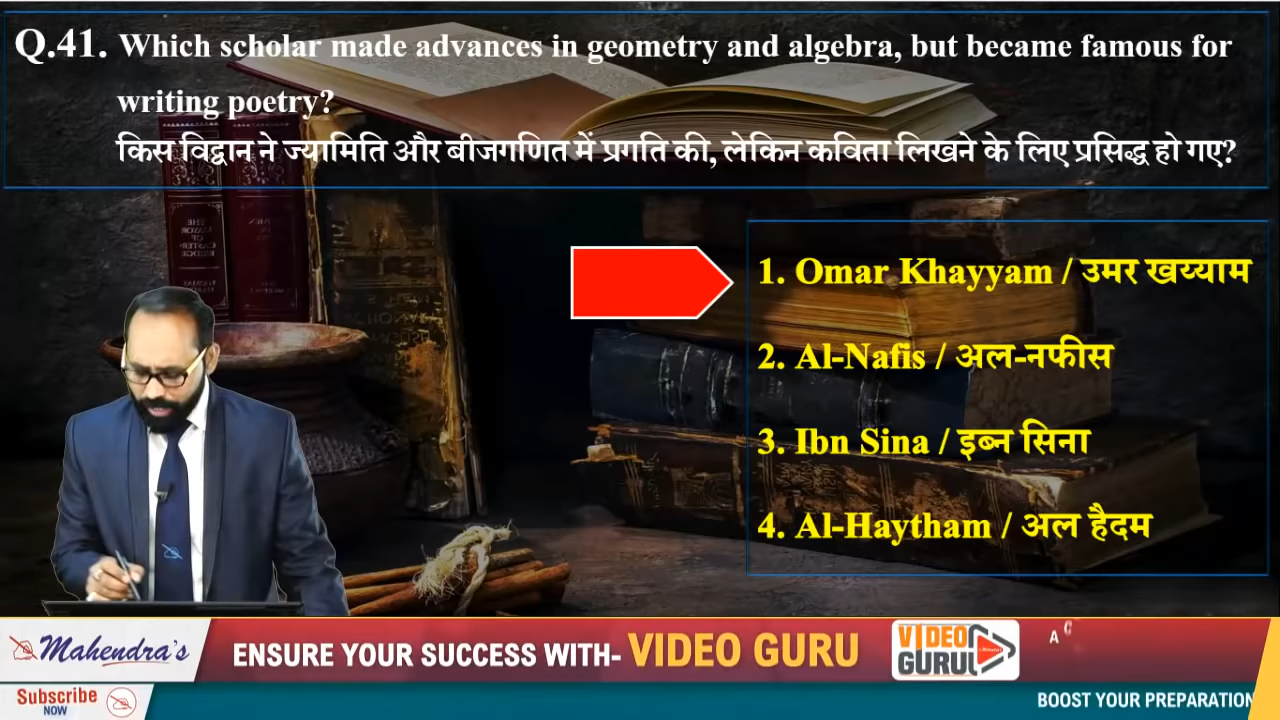 Q.41. Which scholar made advances in geometry and algebra, but became famous for
writing poetry?
किस विद्वान ने ज्यामिति और बीजगणित में प्रगति की, लेकिन कविता लिखने के लिए प्रसिद्ध हो गए?
1. Omar Khayyam / उमर खय्याम
2. Al-Nafis / अल-नफीस
3. Ibn Sina / इब्न सिना
4. Al-Haytham / अल हैदम
Mahendra's
ENSURE YOUR SUCCESS WITH- VIDEO GURU
VIDEO
GURU
A
Subscribe
NOW
BOOST YOUR PREPARATION